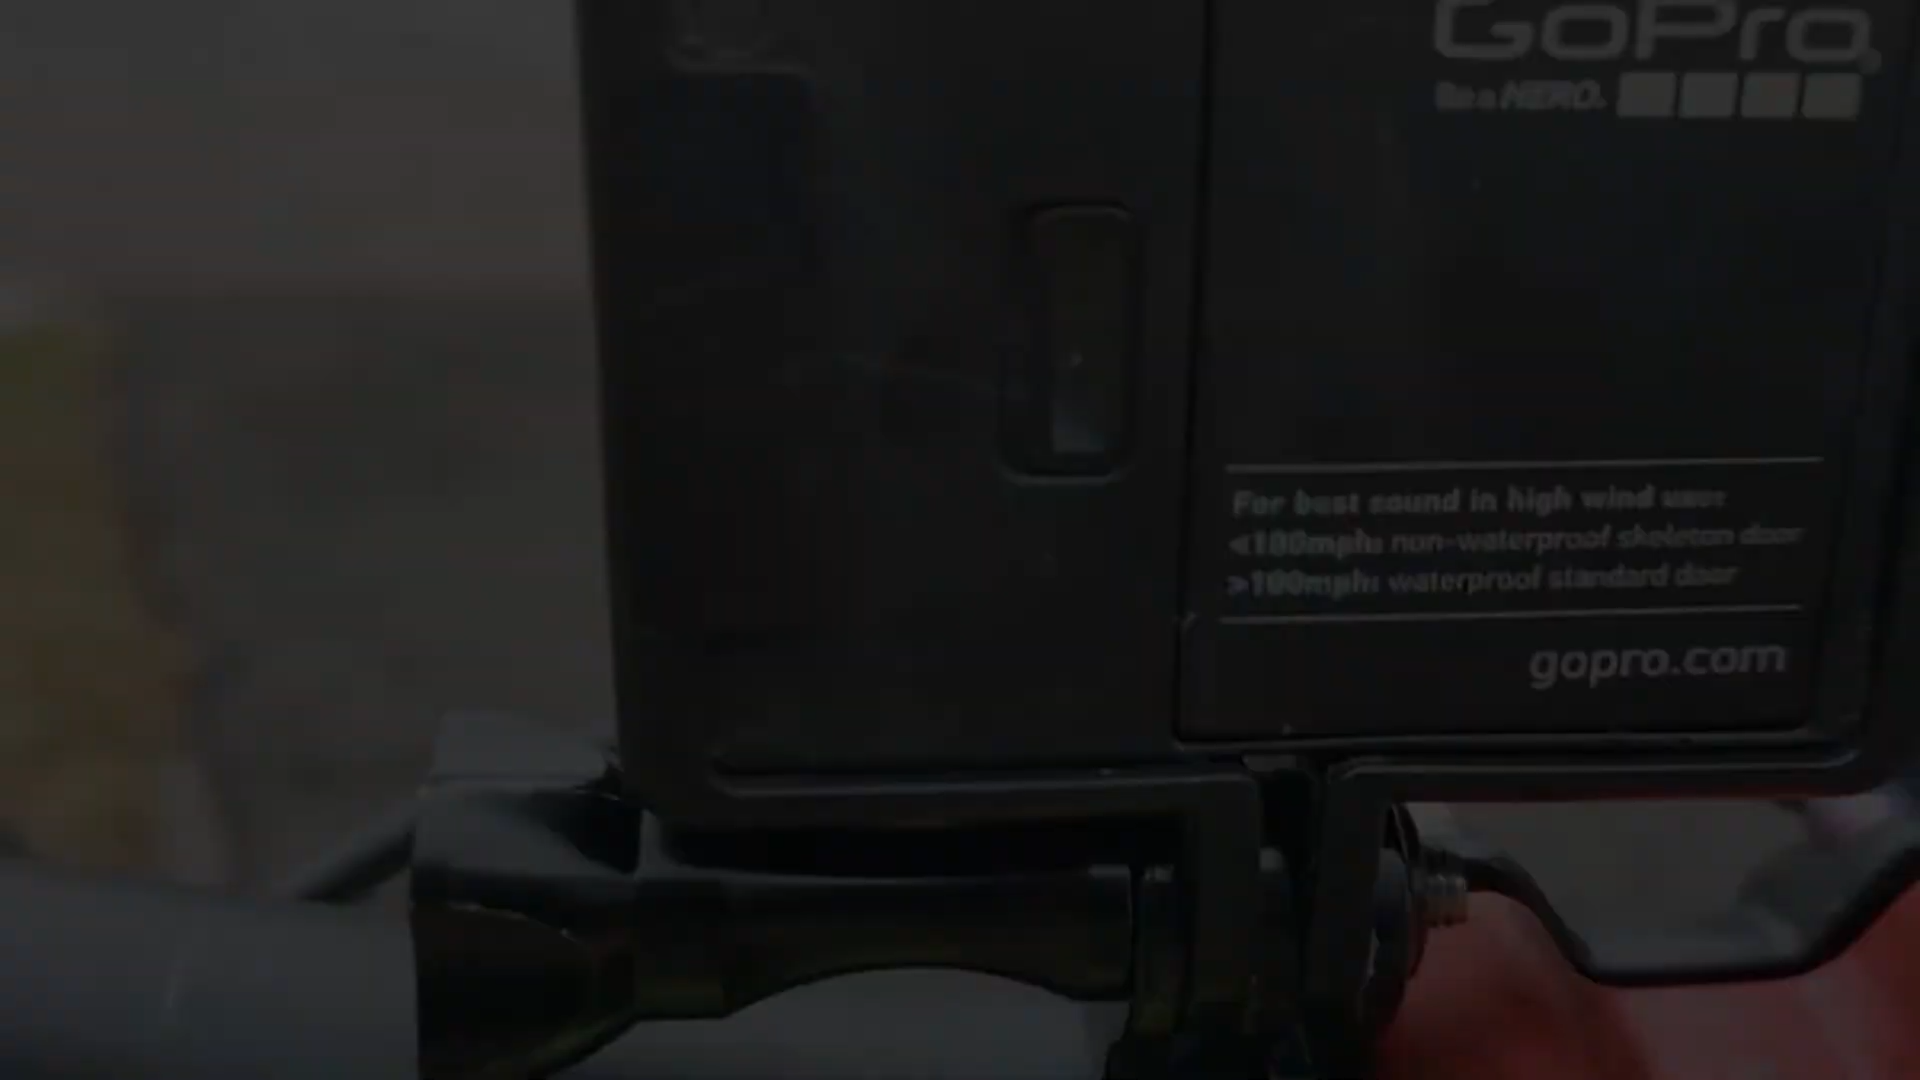 GoPro
Be a HERO.
For best sound in high wind use:
<100mph: non-waterproof skeleton door
>100mph: waterproof standard door
gopro.com